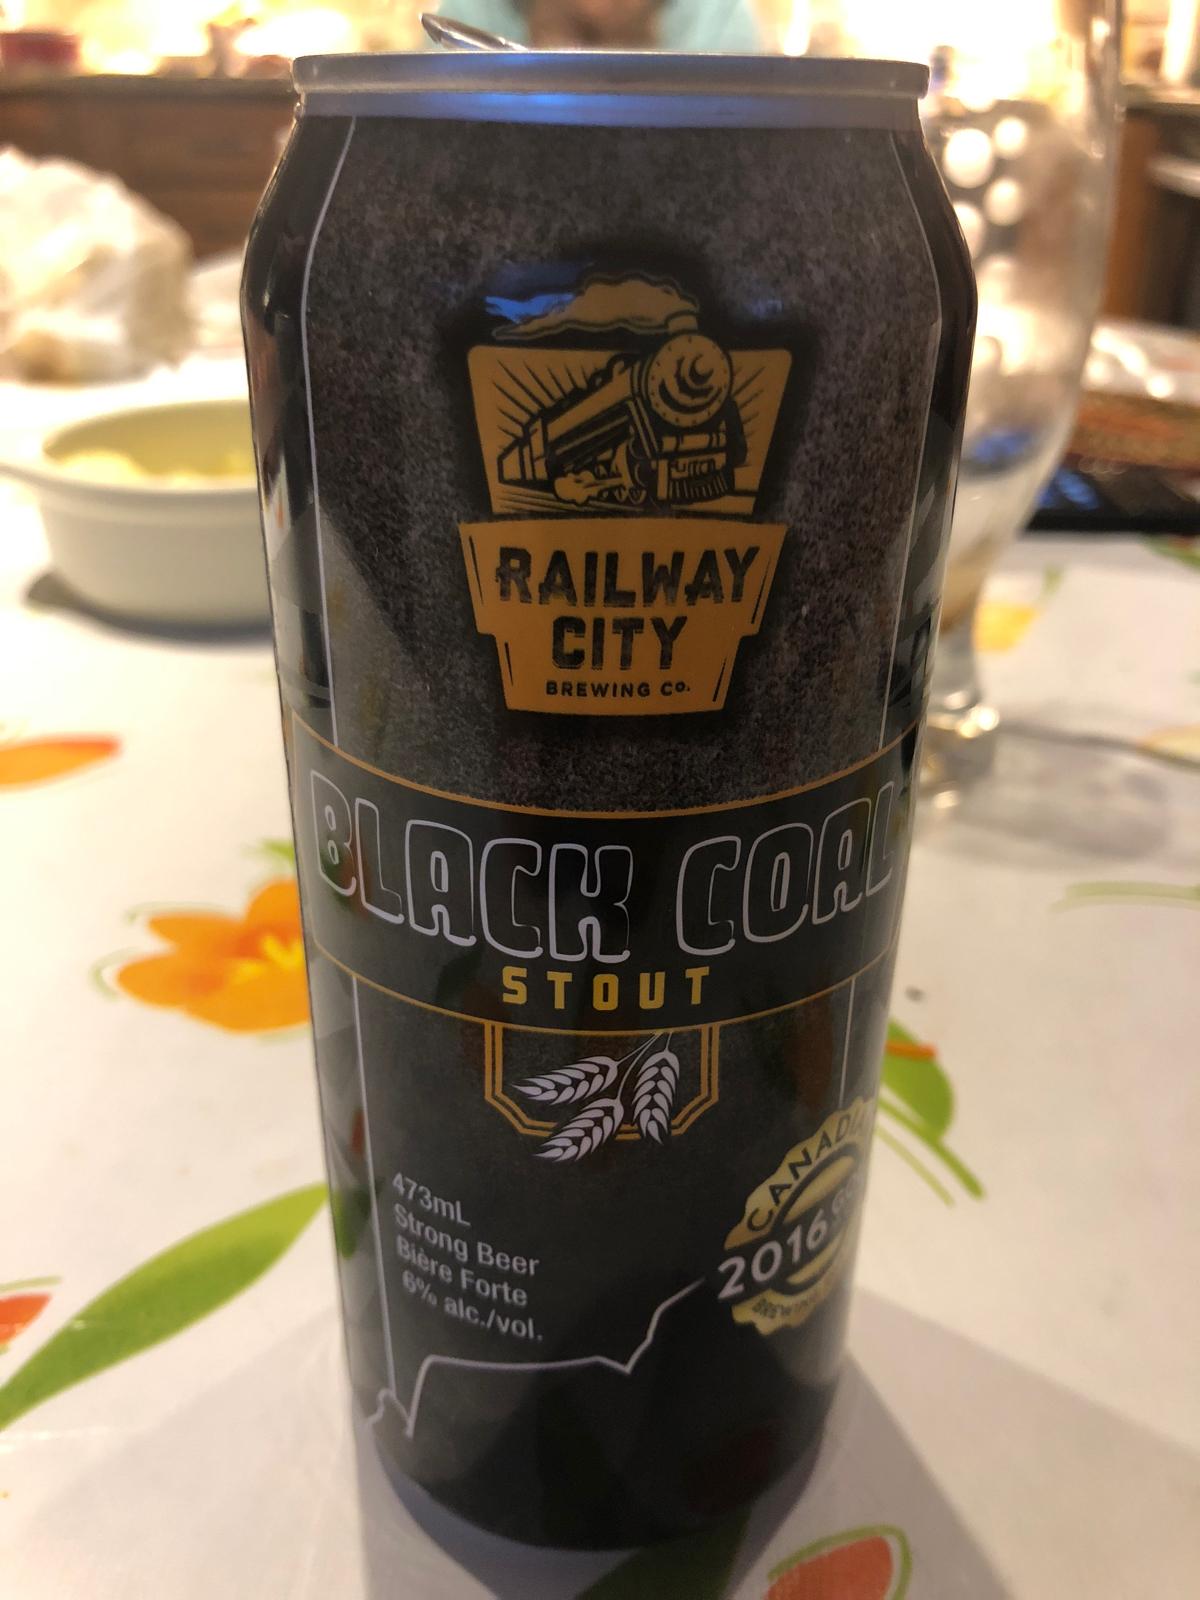 RAILWAY
CITY
BREWING Co.
BLACK COAL
STOUT
473mL
Strong Beer
Bière Forte
6% alc./vol.
2016